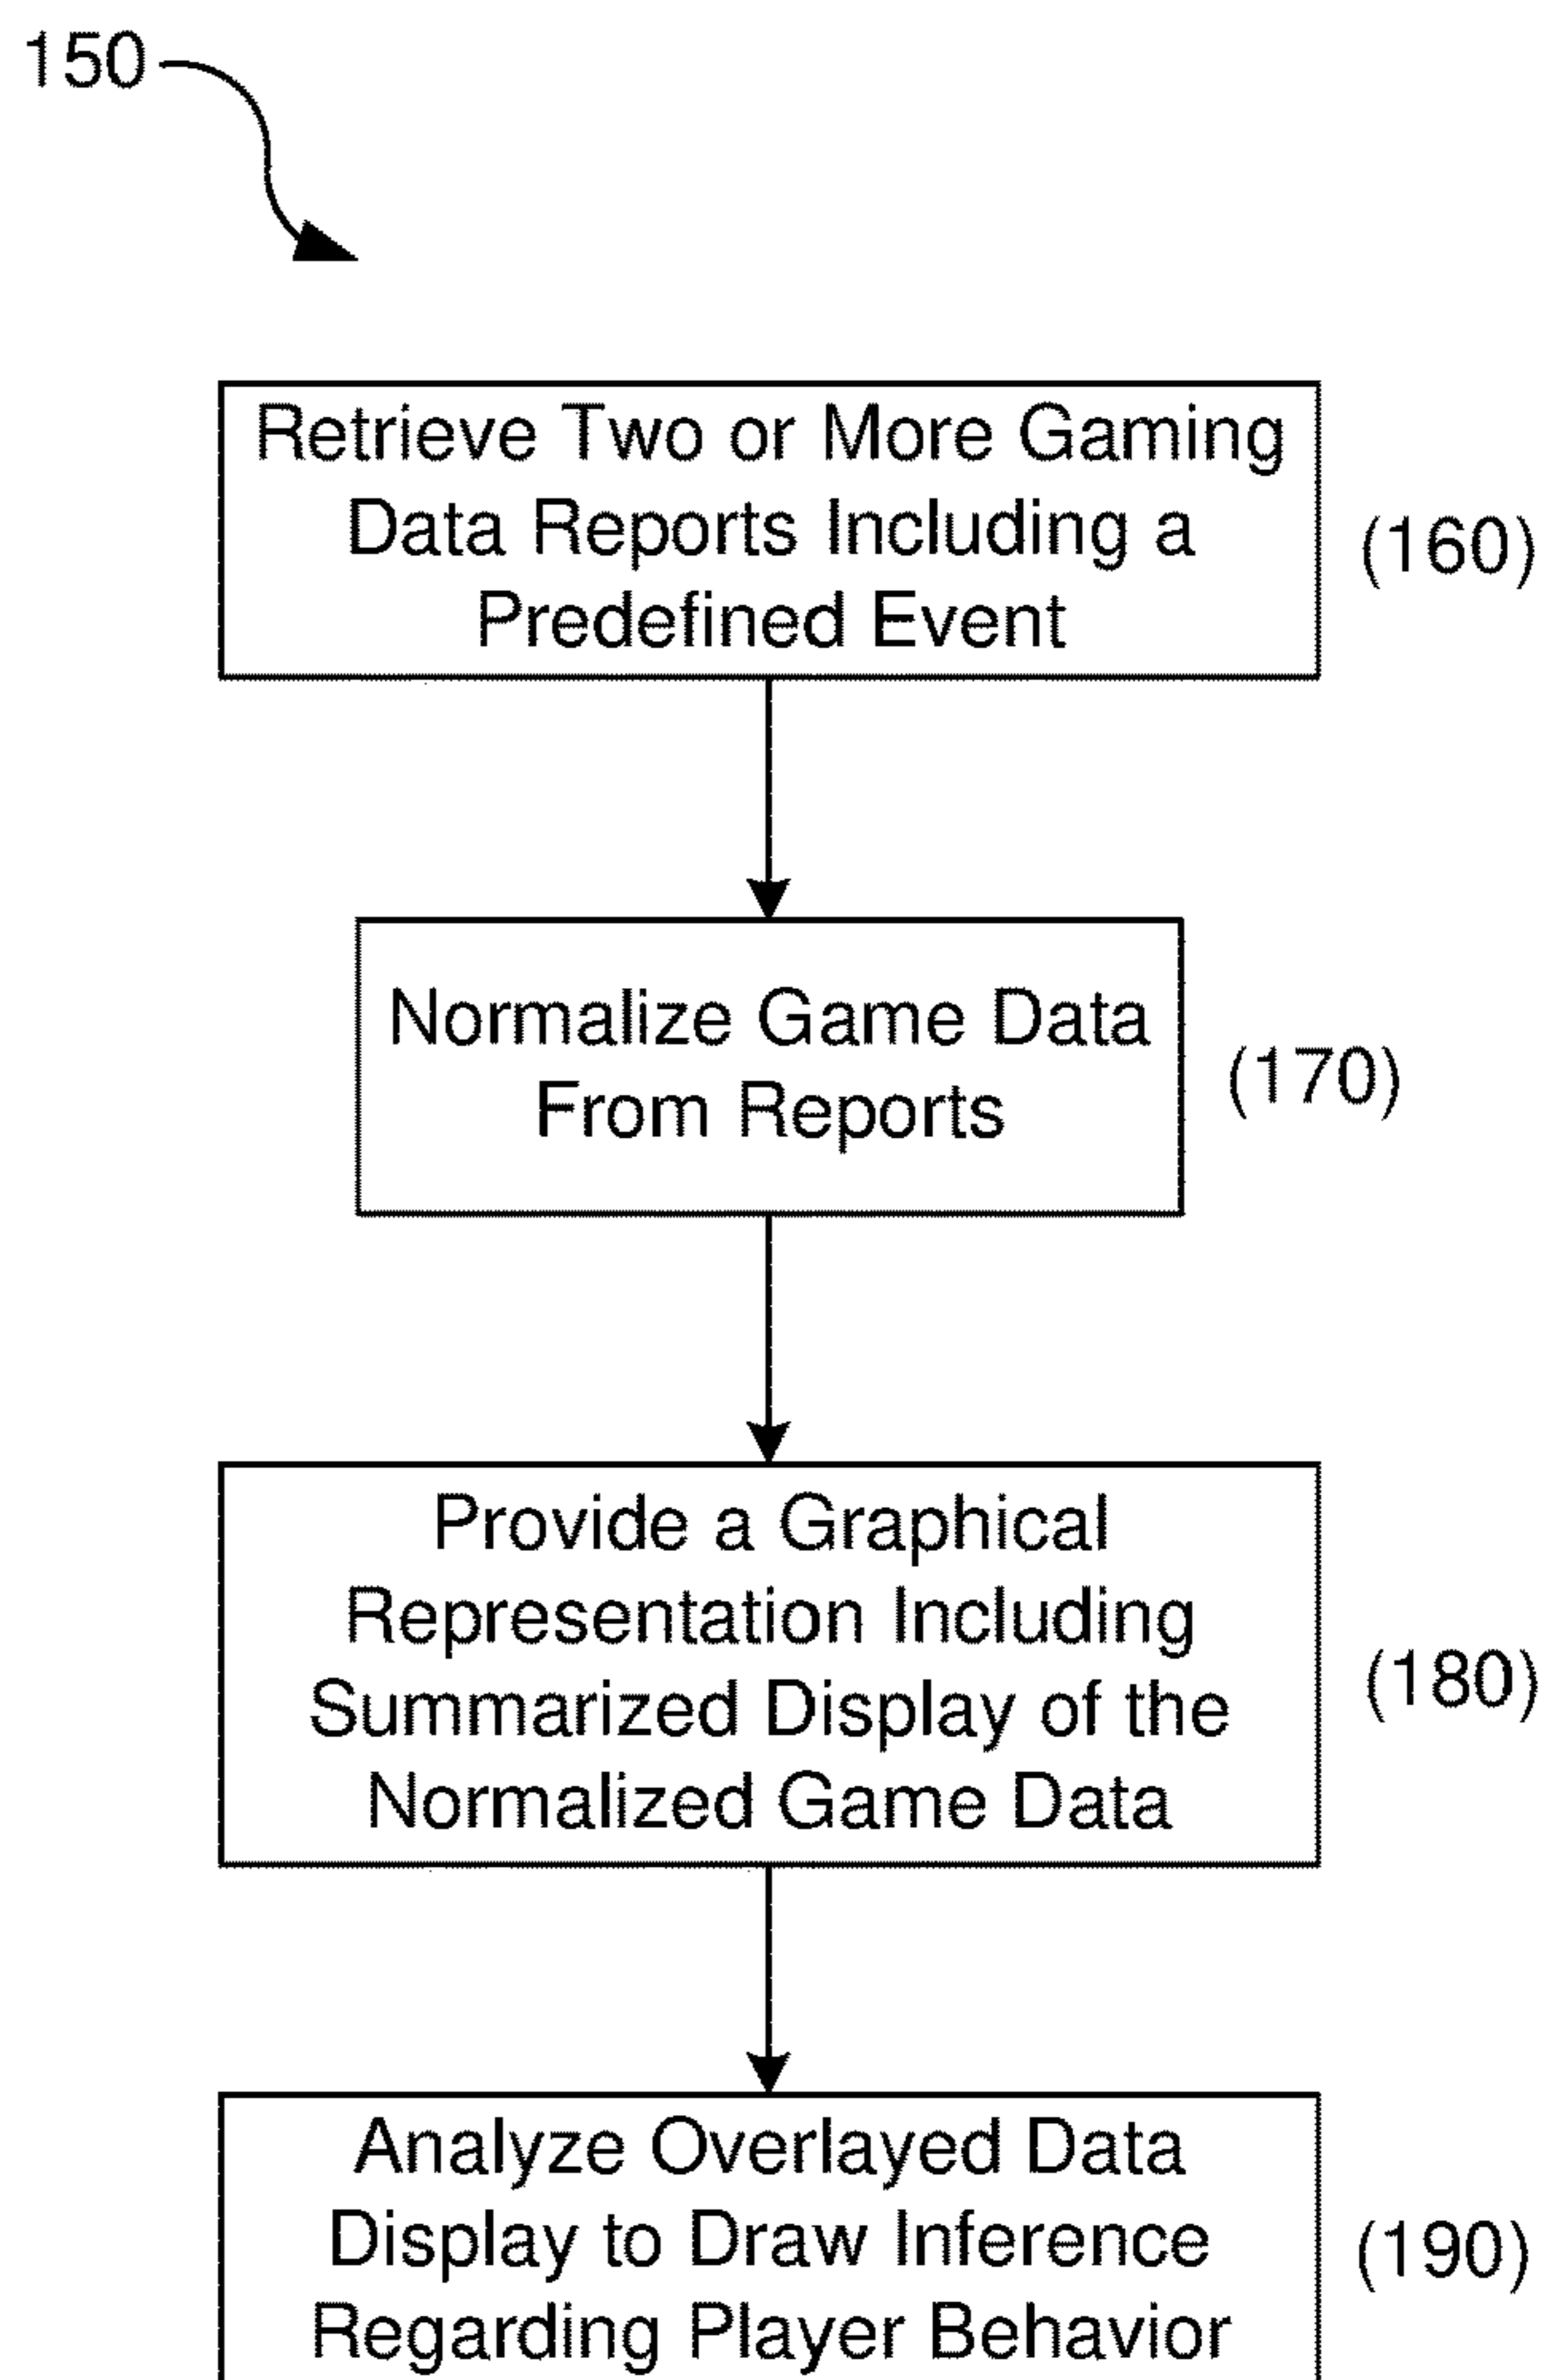 150
Retrieve Two or More Gaming
Data Reports Including a
Predefined Event
(160)
Normalize Game Data
From Reports
(170)
Provide a Graphical
Representation Including
Summarized Display of the
Normalized Game Data
(180)
Analyze Overlayed Data
Display to Draw Inference
Regarding Player Behavior
(190)